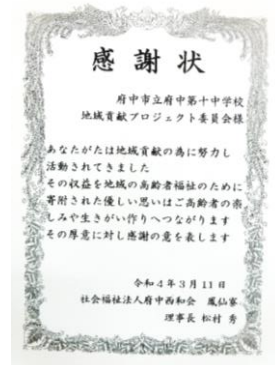 感謝状
府中市立府中第十中学校
地域貢献プロジェクト委員会様
あなたがたは地域貢献の為に努力し
活動されてきました
その収益を地域の高齢者福祉のために
寄附された優しい思いはご高齢者の楽
しみや生きがい作りへつながります
その厚意に対し感謝の意を表します
令和4年3月11日
社会福祉法人府中西和会 鳳仙寮
理事長 松村 秀